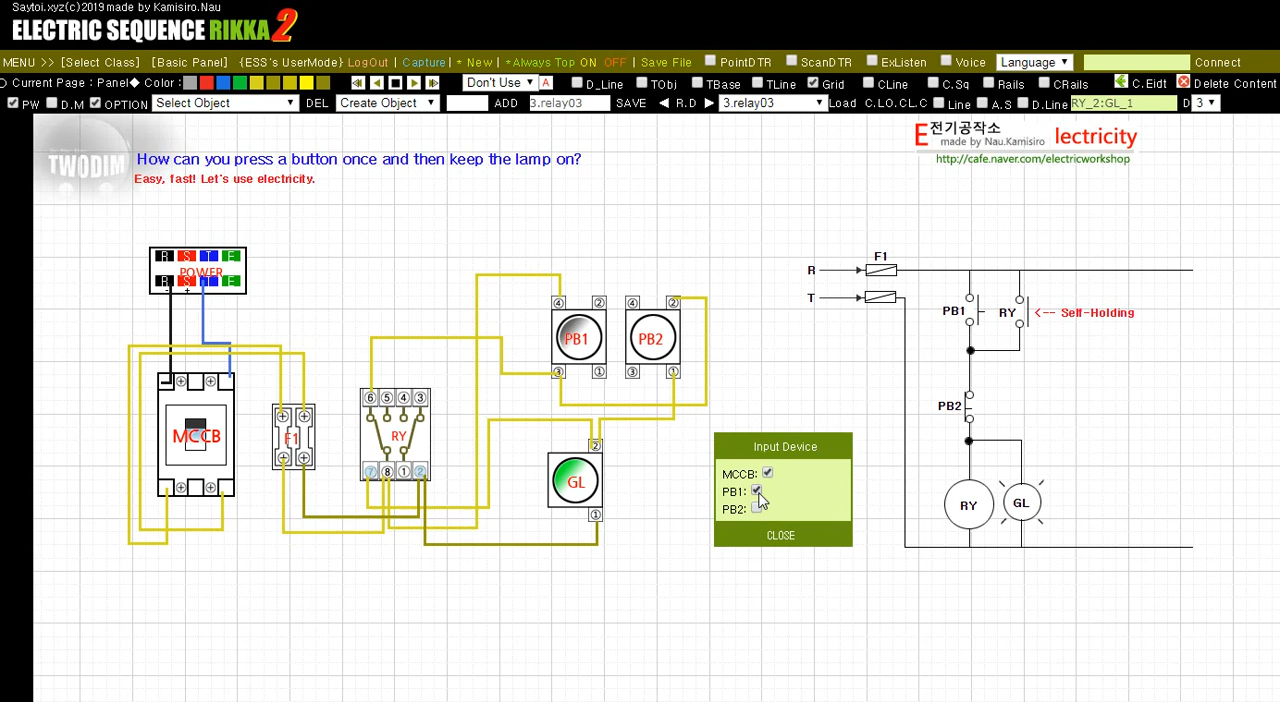 Saytoi.xyz(c)2019 made by Kamisiro.Nau
ELECTRIC SEQUENCE RIKKA 2
MENU >> [Select Class] [Basic Panel] {ESS's UserMode} LogOut | Capture | * New | *Always Top ON OFF | Save File PointDTR ScanDTR ExListen Voice Language Connect
Current Page : Panel◆ Color: Don't Use A D_Line TObj TBase TLine Grid CLine C.Sq Rails CRails C.Eidt Delete Content
PW D.M OPTION Select Object DEL Create Object ADD 3.relay03 SAVE ◀ R.D ▶ 3.relay03 Load C.LO.CL.C Line A.S D.Line RY_2:GL_1 D 3
TWODIM
How can you press a button once and then keep the lamp on?
Easy, fast! Let's use electricity.
E 전기공작소 lectricity
made by Nau.Kamisiro
http://cafe.naver.com/electricworkshop
R S T E
POWER
R S T E
- +
MCCB
F1
6 5 4 3
RY
7 8 1 2
4 2
PB1
3 1
4 2
PB2
3 1
2
GL
1
Input Device
MCCB:
PB1:
PB2:
CLOSE
F1
R
T
PB1
RY
<-- Self-Holding
PB2
RY
GL